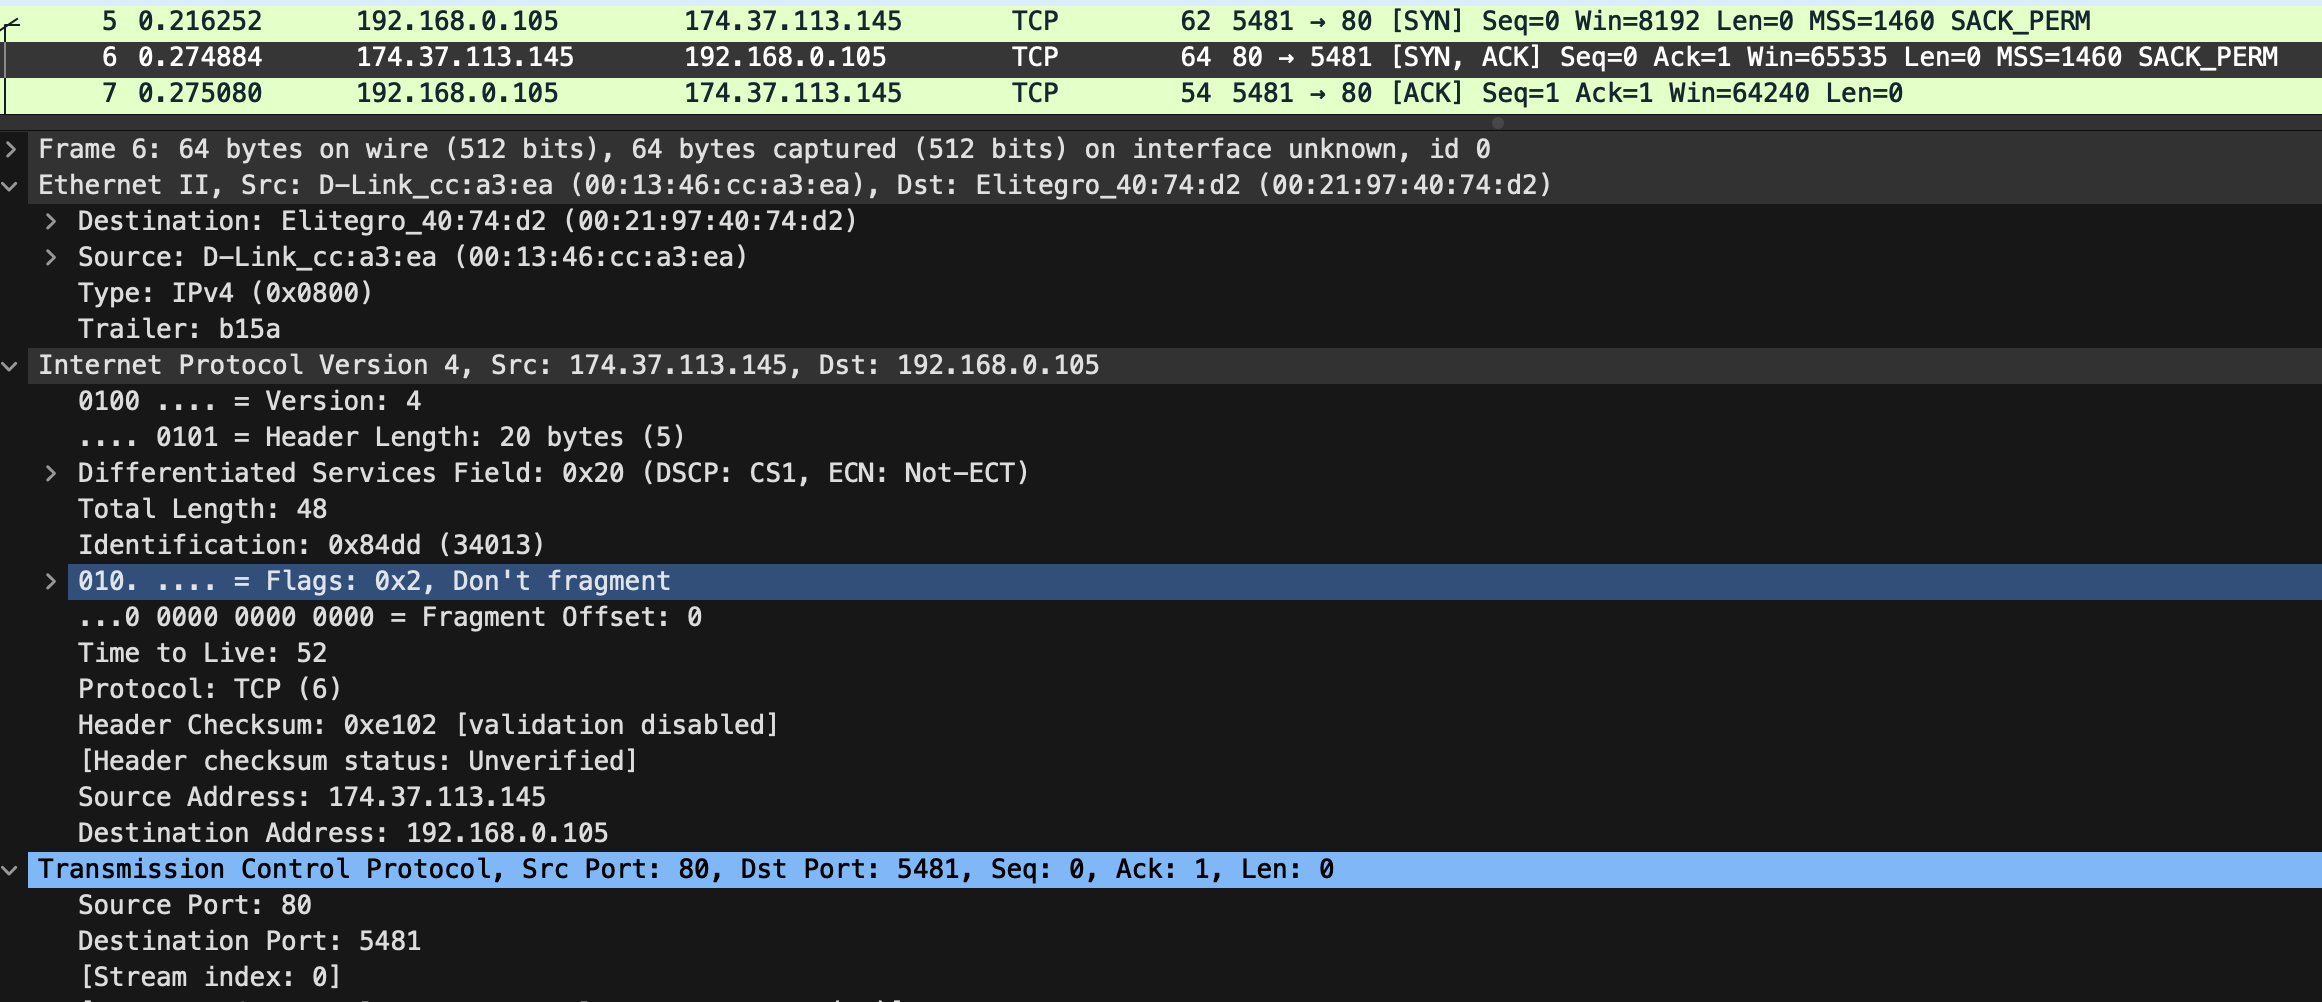 5 0.216252 192.168.0.105 174.37.113.145 TCP 62 5481 → 80 [SYN] Seq=0 Win=8192 Len=0 MSS=1460 SACK_PERM
6 0.274884 174.37.113.145 192.168.0.105 TCP 64 80 → 5481 [SYN, ACK] Seq=0 Ack=1 Win=65535 Len=0 MSS=1460 SACK_PERM
7 0.275080 192.168.0.105 174.37.113.145 TCP 54 5481 → 80 [ACK] Seq=1 Ack=1 Win=64240 Len=0
Frame 6: 64 bytes on wire (512 bits), 64 bytes captured (512 bits) on interface unknown, id 0
Ethernet II, Src: D-Link_cc:a3:ea (00:13:46:cc:a3:ea), Dst: Elitegro_40:74:d2 (00:21:97:40:74:d2)
Destination: Elitegro_40:74:d2 (00:21:97:40:74:d2)
Source: D-Link_cc:a3:ea (00:13:46:cc:a3:ea)
Type: IPv4 (0x0800)
Trailer: b15a
Internet Protocol Version 4, Src: 174.37.113.145, Dst: 192.168.0.105
0100 .... = Version: 4
.... 0101 = Header Length: 20 bytes (5)
Differentiated Services Field: 0x20 (DSCP: CS1, ECN: Not-ECT)
Total Length: 48
Identification: 0x84dd (34013)
010. .... = Flags: 0x2, Don't fragment
...0 0000 0000 0000 = Fragment Offset: 0
Time to Live: 52
Protocol: TCP (6)
Header Checksum: 0xe102 [validation disabled]
[Header checksum status: Unverified]
Source Address: 174.37.113.145
Destination Address: 192.168.0.105
Transmission Control Protocol, Src Port: 80, Dst Port: 5481, Seq: 0, Ack: 1, Len: 0
Source Port: 80
Destination Port: 5481
[Stream index: 0]